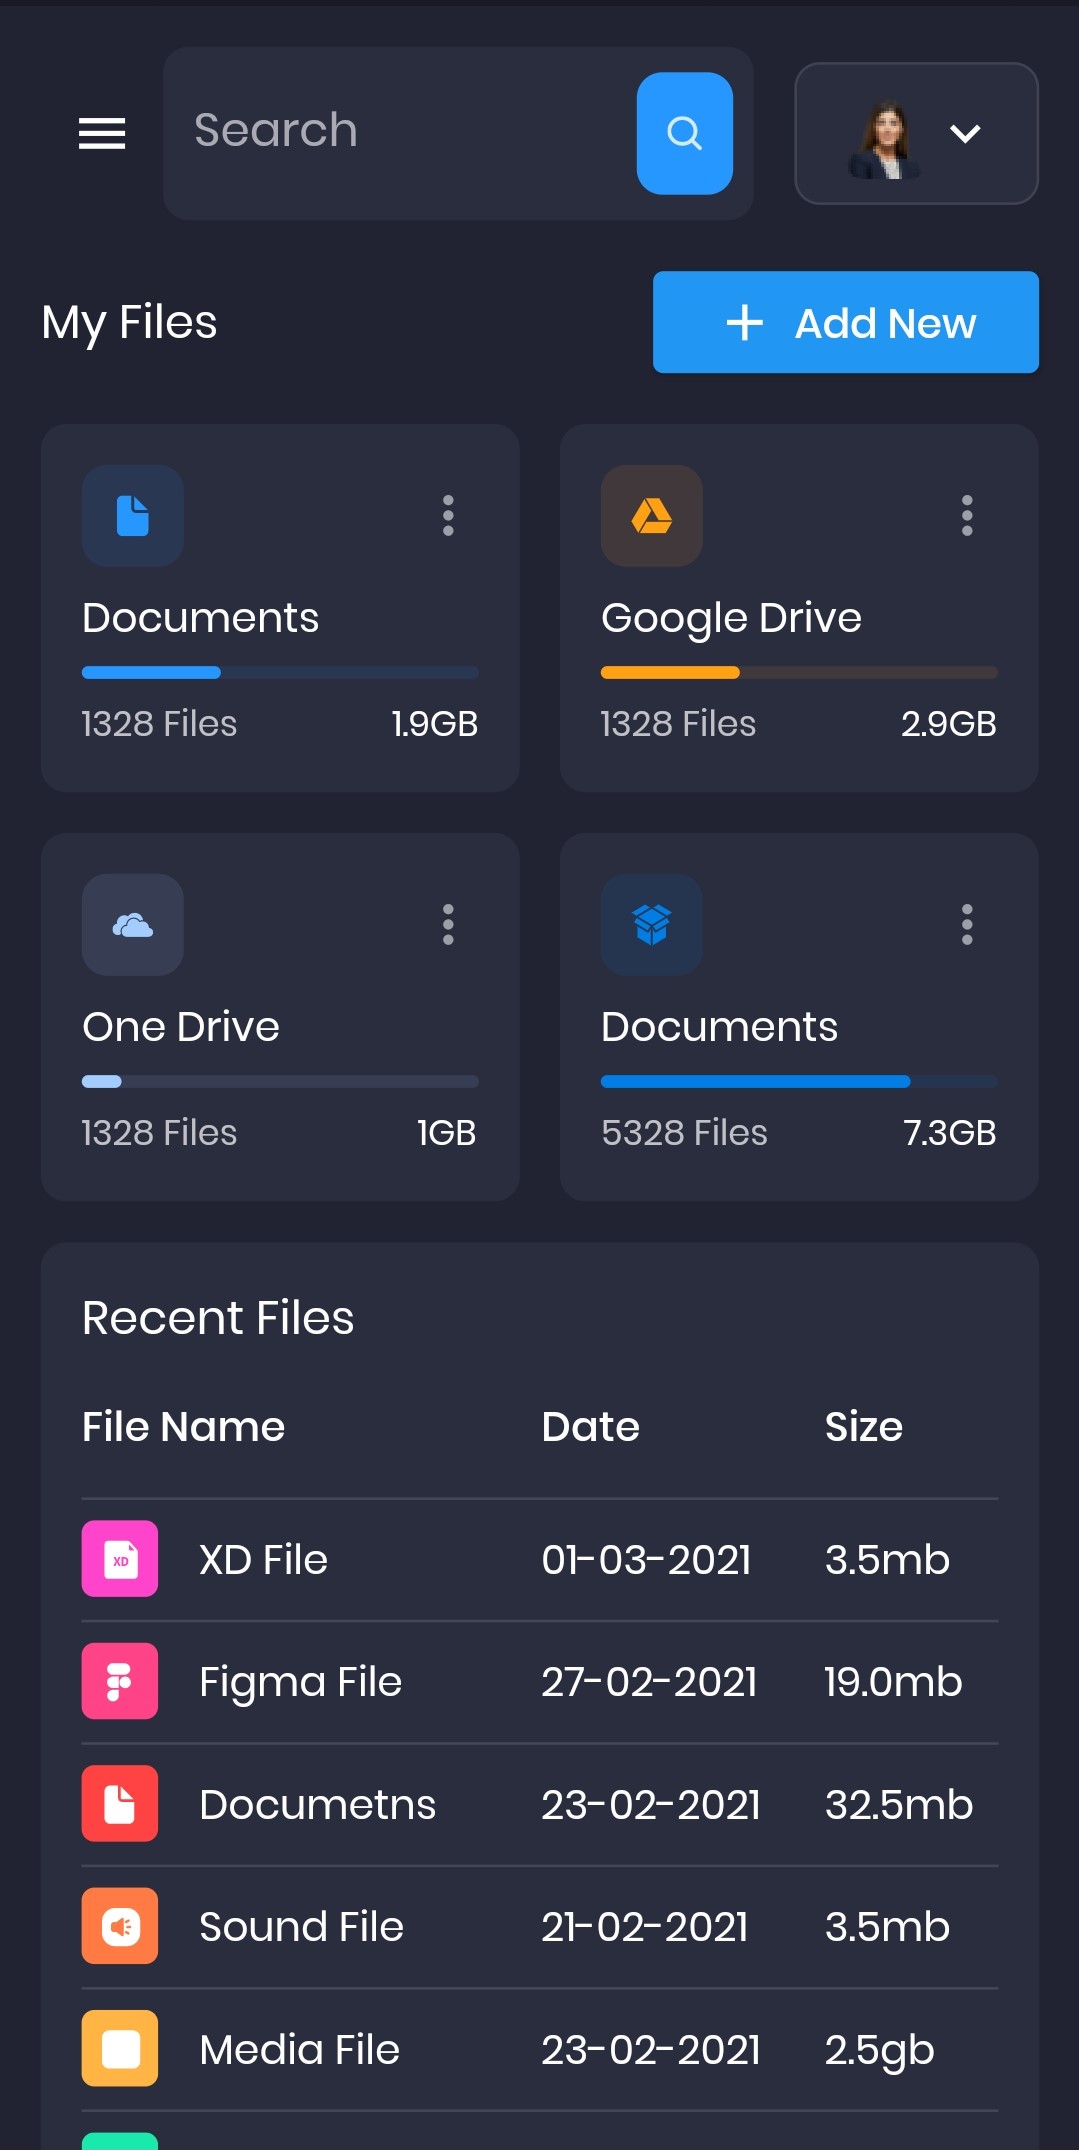 Search
My Files
Add New
Documents
1328 Files 1.9GB
Google Drive
1328 Files 2.9GB
One Drive
1328 Files 1GB
Documents
5328 Files 7.3GB
Recent Files
File Name Date Size
XD
XD File 01-03-2021 3.5mb
Figma File 27-02-2021 19.0mb
Documetns 23-02-2021 32.5mb
Sound File 21-02-2021 3.5mb
Media File 23-02-2021 2.5gb